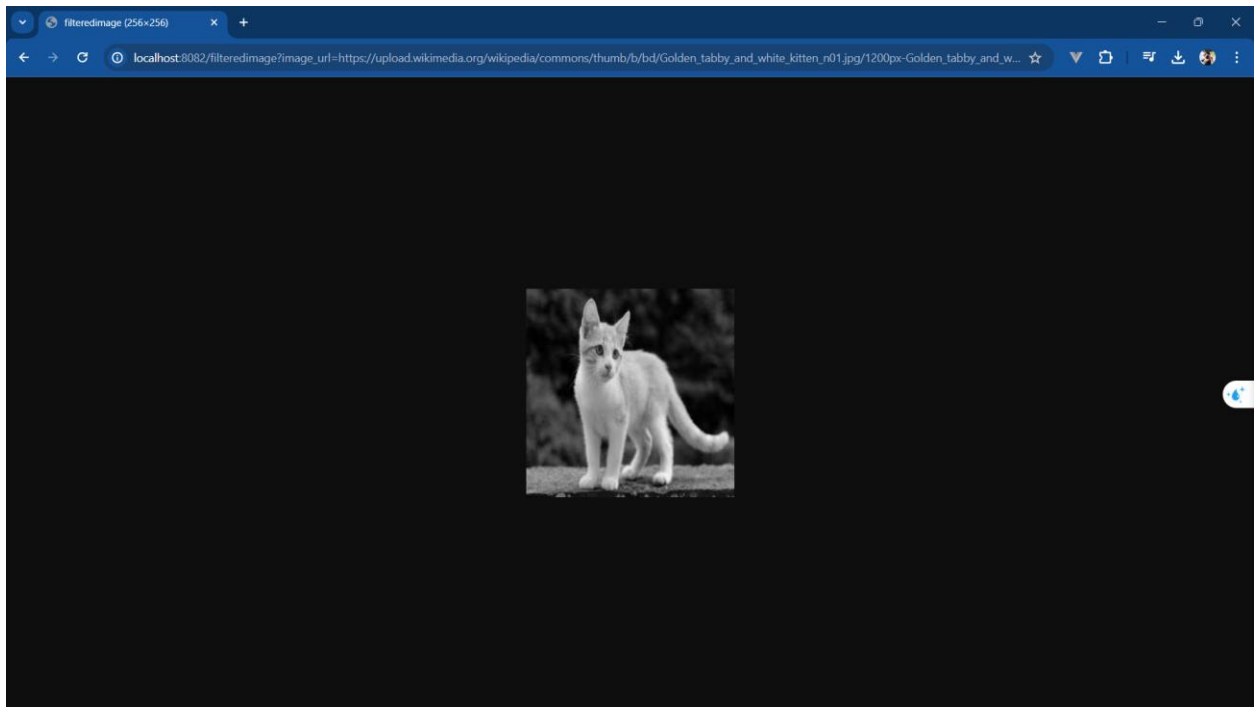 filteredimage (256×256)
localhost:8082/filteredimage?image_url=https://upload.wikimedia.org/wikipedia/commons/thumb/b/bd/Golden_tabby_and_white_kitten_n01.jpg/1200px-Golden_tabby_and_w...